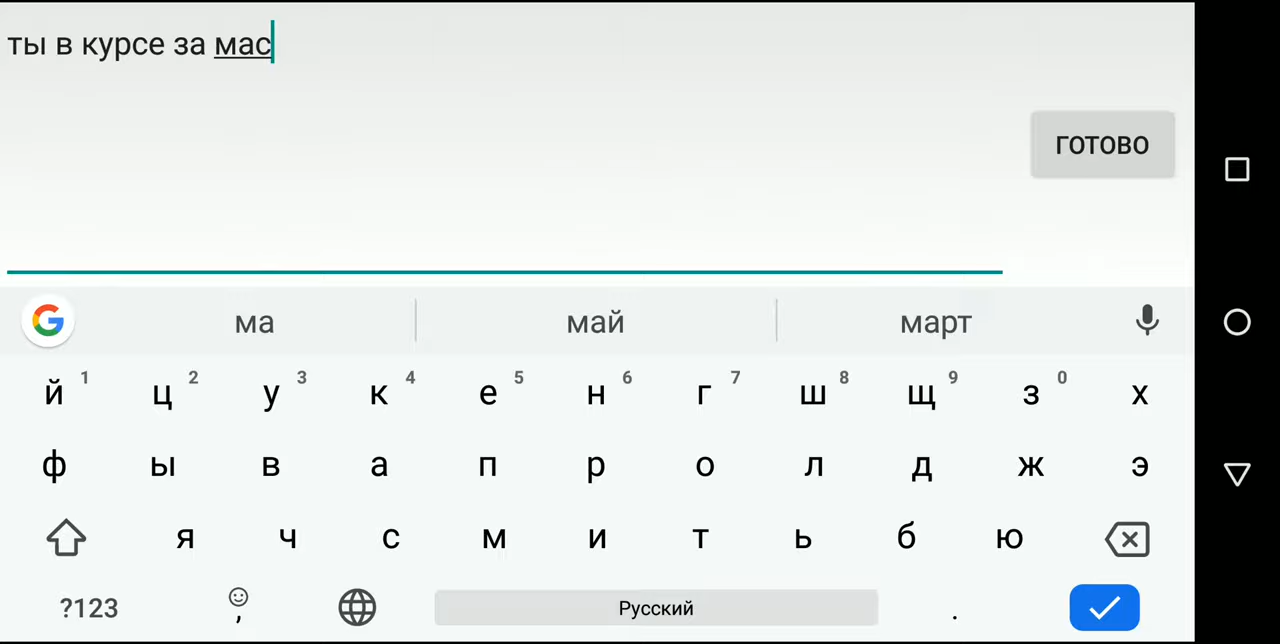 ты в курсе за мас
ГОТОВО
ма май март
й 1 ц 2 у 3 к 4 е 5 н 6 г 7 ш 8 щ 9 з 0 х
ф ы в а п р о л д ж э
я ч с м и т ь б ю
?123 , Русский .